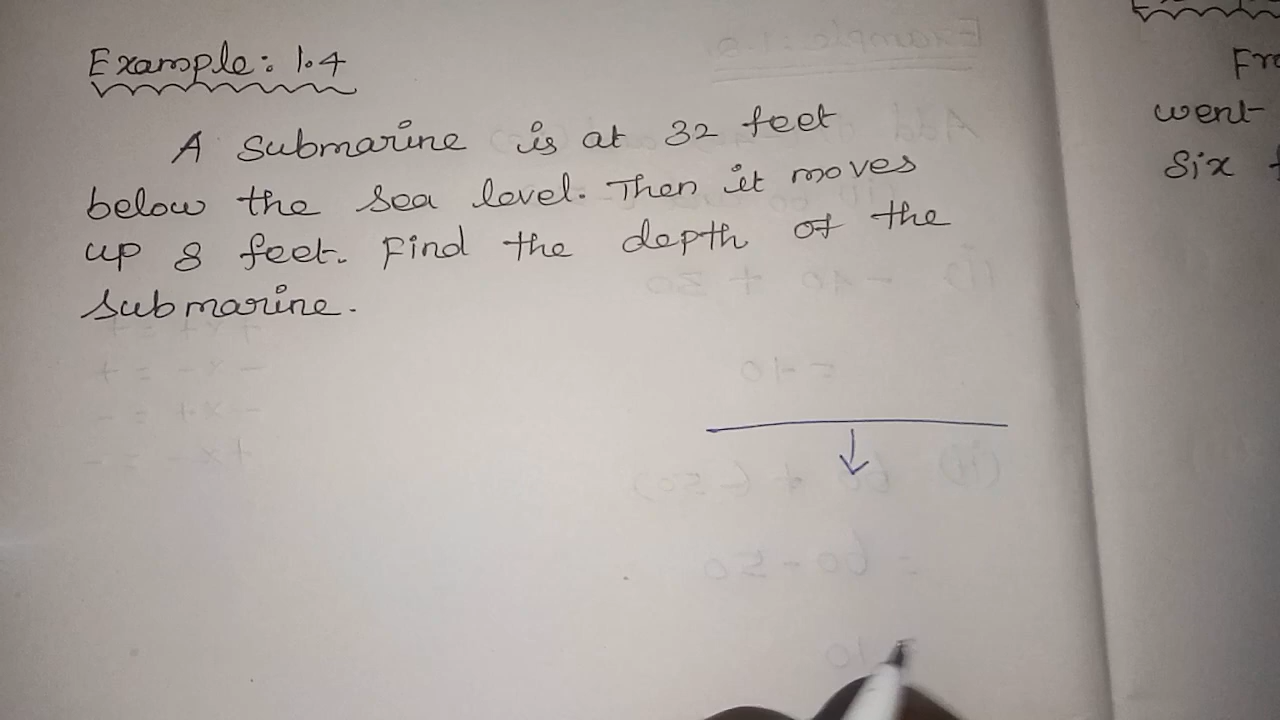 Example: 1.4
A submarine is at 32 feet
below the sea level. Then it moves
up 8 feet. Find the depth of the
submarine.
went
six